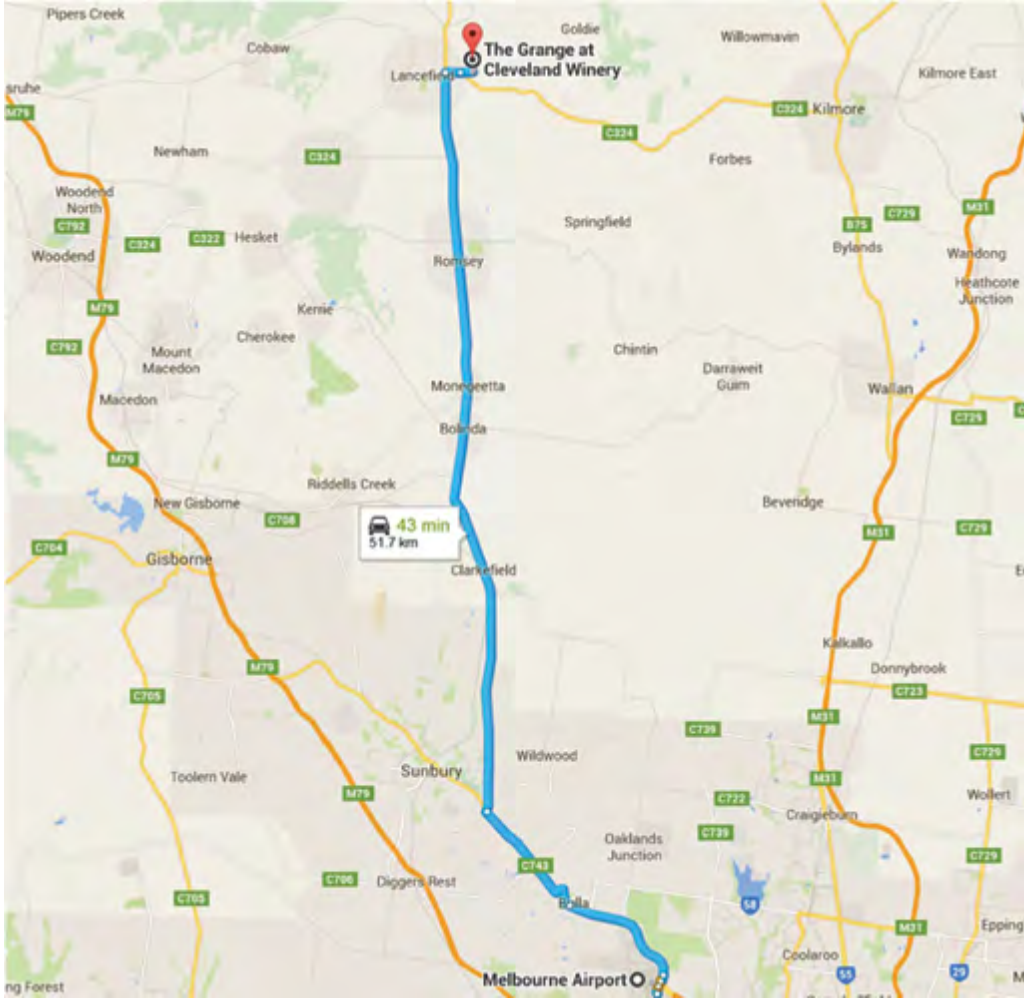 Pipers Creek
Goldie
Willowmavin
Cobaw
The Grange at
Cleveland Winery
Lancefield
Kilmore East
sruhe
M79
C324
Kilmore
C324
Newham
C324
Forbes
Woodend
North
C792
C324
C322
Hesket
Springfield
C729
M31
B75
Bylands
Woodend
Romsey
Wandong
Heathcote
Junction
M79
Kerrie
Cherokee
C792
Mount
Macedon
Chintin
Darraweit
Guim
Monegeetta
Macedon
Wallan
C729
Bolinda
M79
Riddells Creek
New Gisborne
C708
Beveridge
43 min
51.7 km
C729
M31
C704
Gisborne
Clarkefield
Kalkallo
M79
Donnybrook
C705
C723
M31
C739
Wildwood
C729
Sunbury
Toolern Vale
M31
M79
C722
Wollert
Craigieburn
C739
Oaklands
Junction
C729
C743
C706
Diggers Rest
C705
Bulla
58
M31
Epping
Coolaroo
Melbourne Airport
55
29
ng Forest